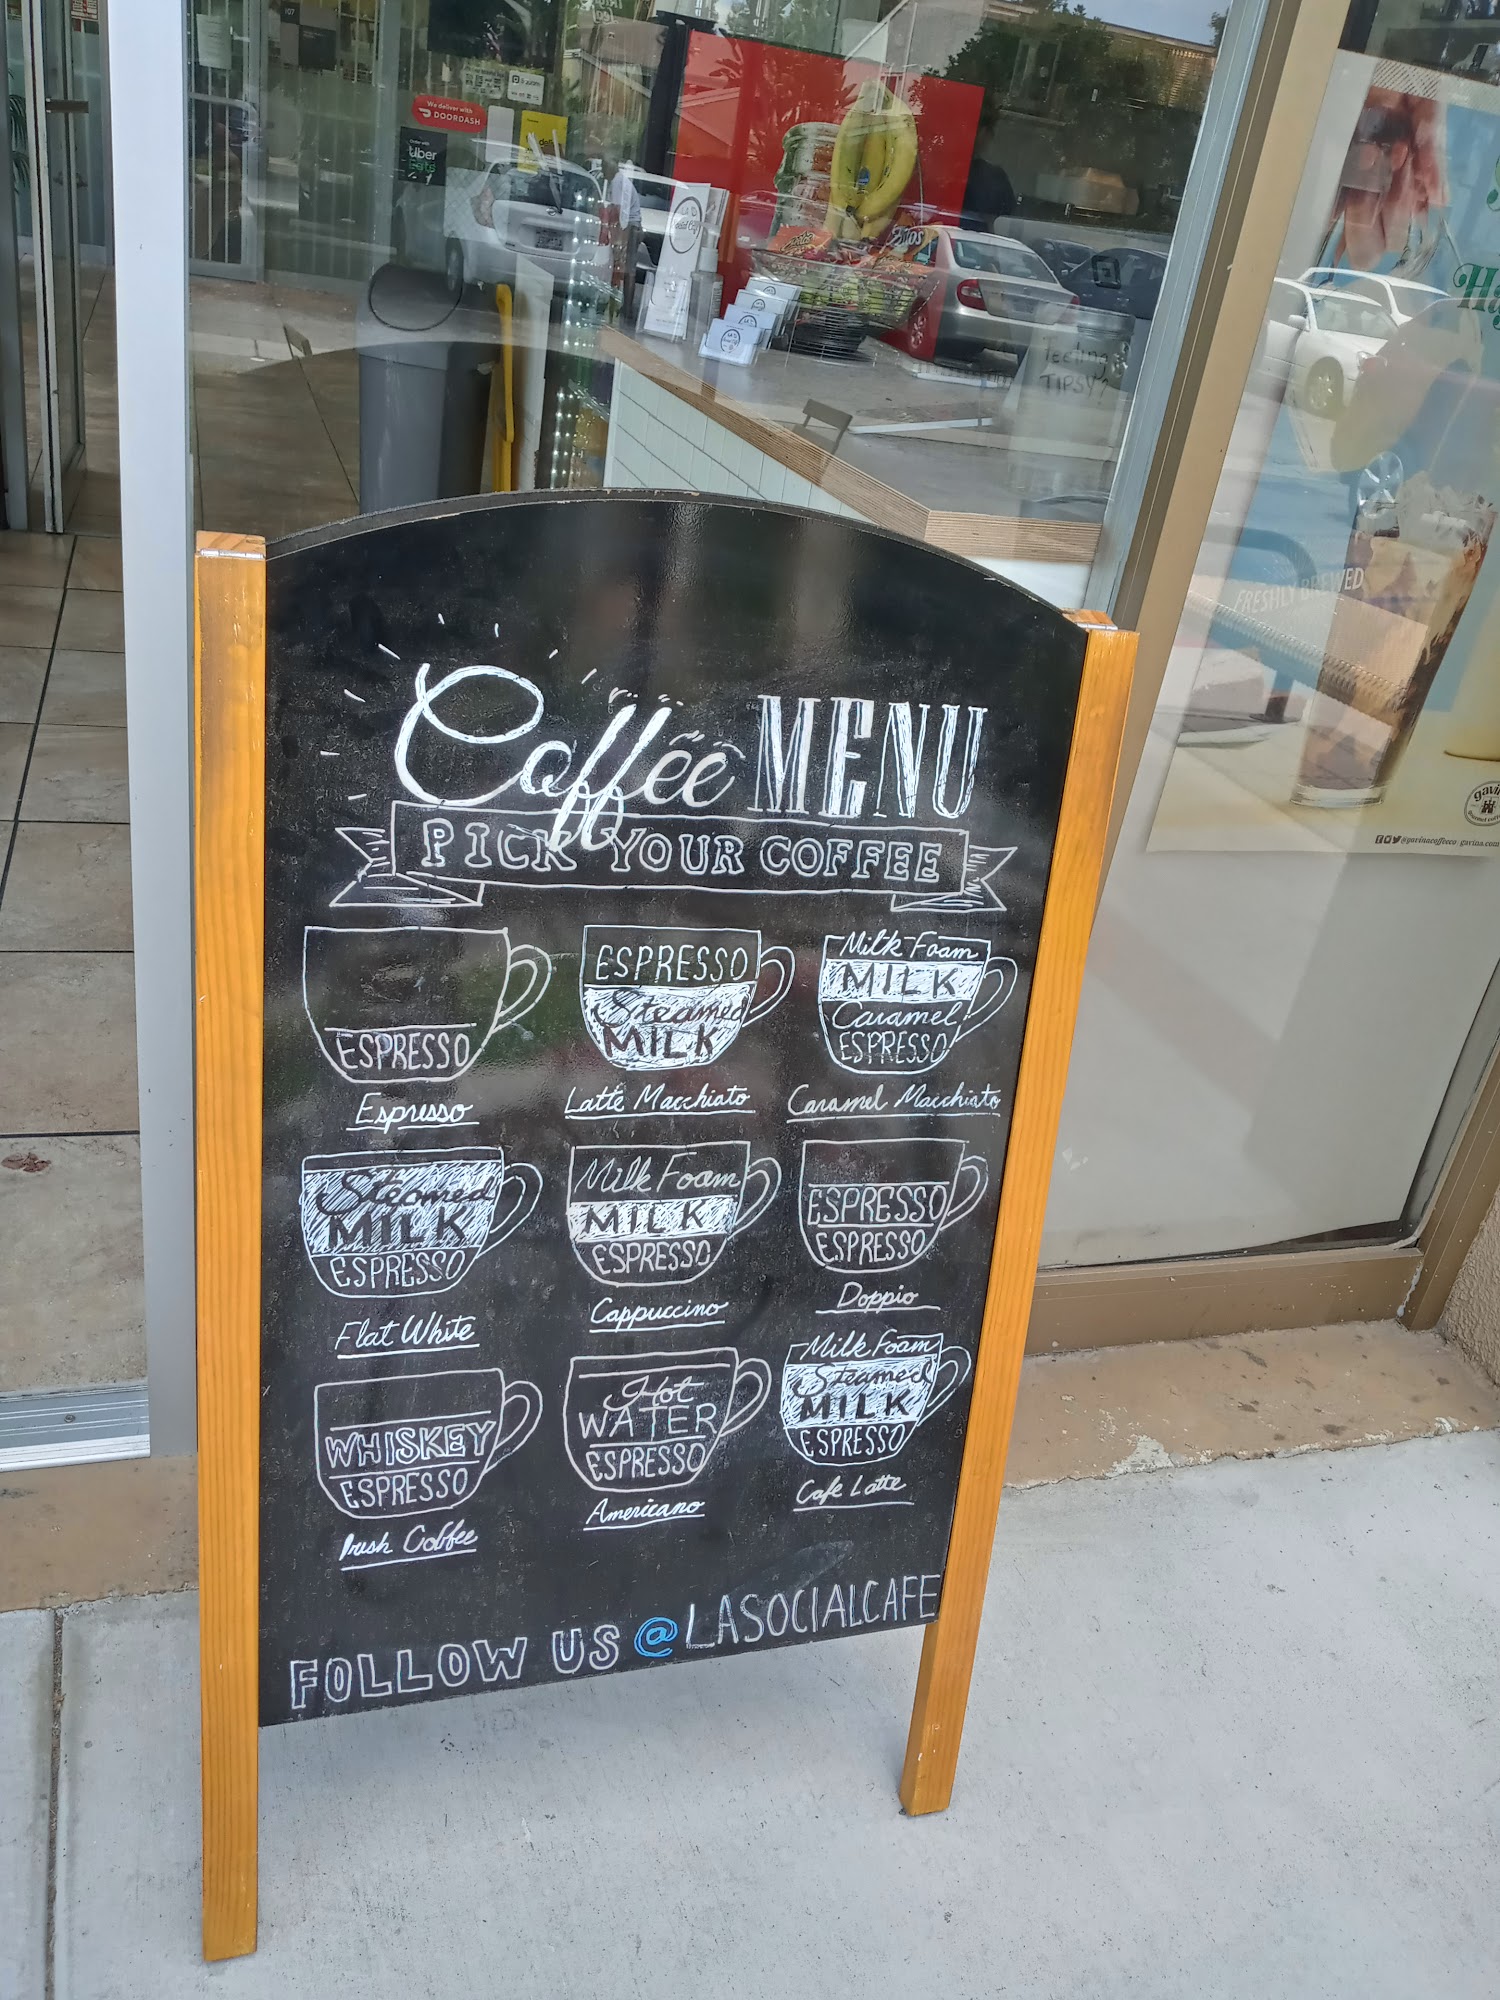 We deliver with
DOORDASH
Uber
Eats
Feeling
TIPSY?
FRESHLY BREWED
@gavinacoffeeco gavina.com
Coffee MENU
PICK YOUR COFFEE
ESPRESSO
Espresso
ESPRESSO
Steamed
MILK
Latte Macchiato
Milk Foam
MILK
Caramel
ESPRESSO
Caramel Macchiato
Steamed
MILK
ESPRESSO
Flat White
Milk Foam
MILK
ESPRESSO
Cappuccino
ESPRESSO
ESPRESSO
Doppio
WHISKEY
ESPRESSO
Irish Coffee
Hot
WATER
ESPRESSO
Americano
Milk Foam
Steamed
MILK
ESPRESSO
Cafe Latte
FOLLOW US @LASOCIALCAFE